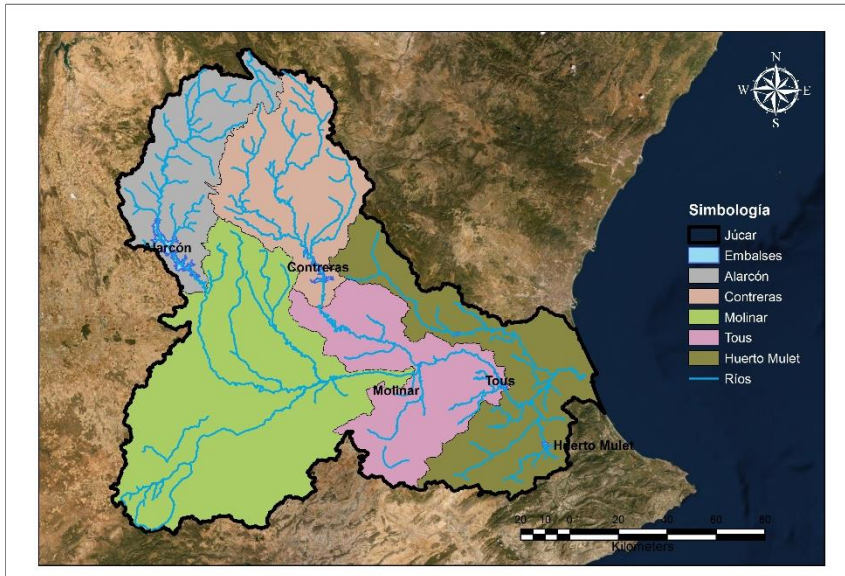 N
W E
S
Simbología
Júcar
Embalses
Alarcón
Contreras
Molinar
Tous
Huerto Mulet
Ríos
Alarcón
Contreras
Molinar
Tous
Huerto Mulet
20 10 0 20 40 60 80
Kilometers